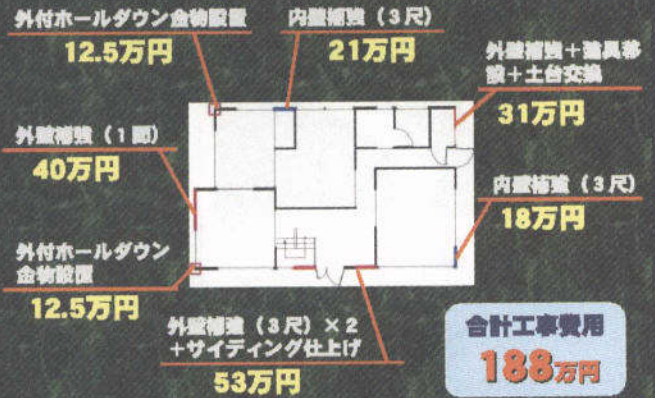 外付ホールダウン金物設置
12.5万円
内壁補強（3尺）
21万円
外壁補強＋建具移
設＋土台交換
31万円
外壁補強（1間）
40万円
内壁補強（3尺）
18万円
外付ホールダウン
金物設置
12.5万円
外壁補強（3尺）×2
＋サイディング仕上げ
53万円
合計工事費用
188万円